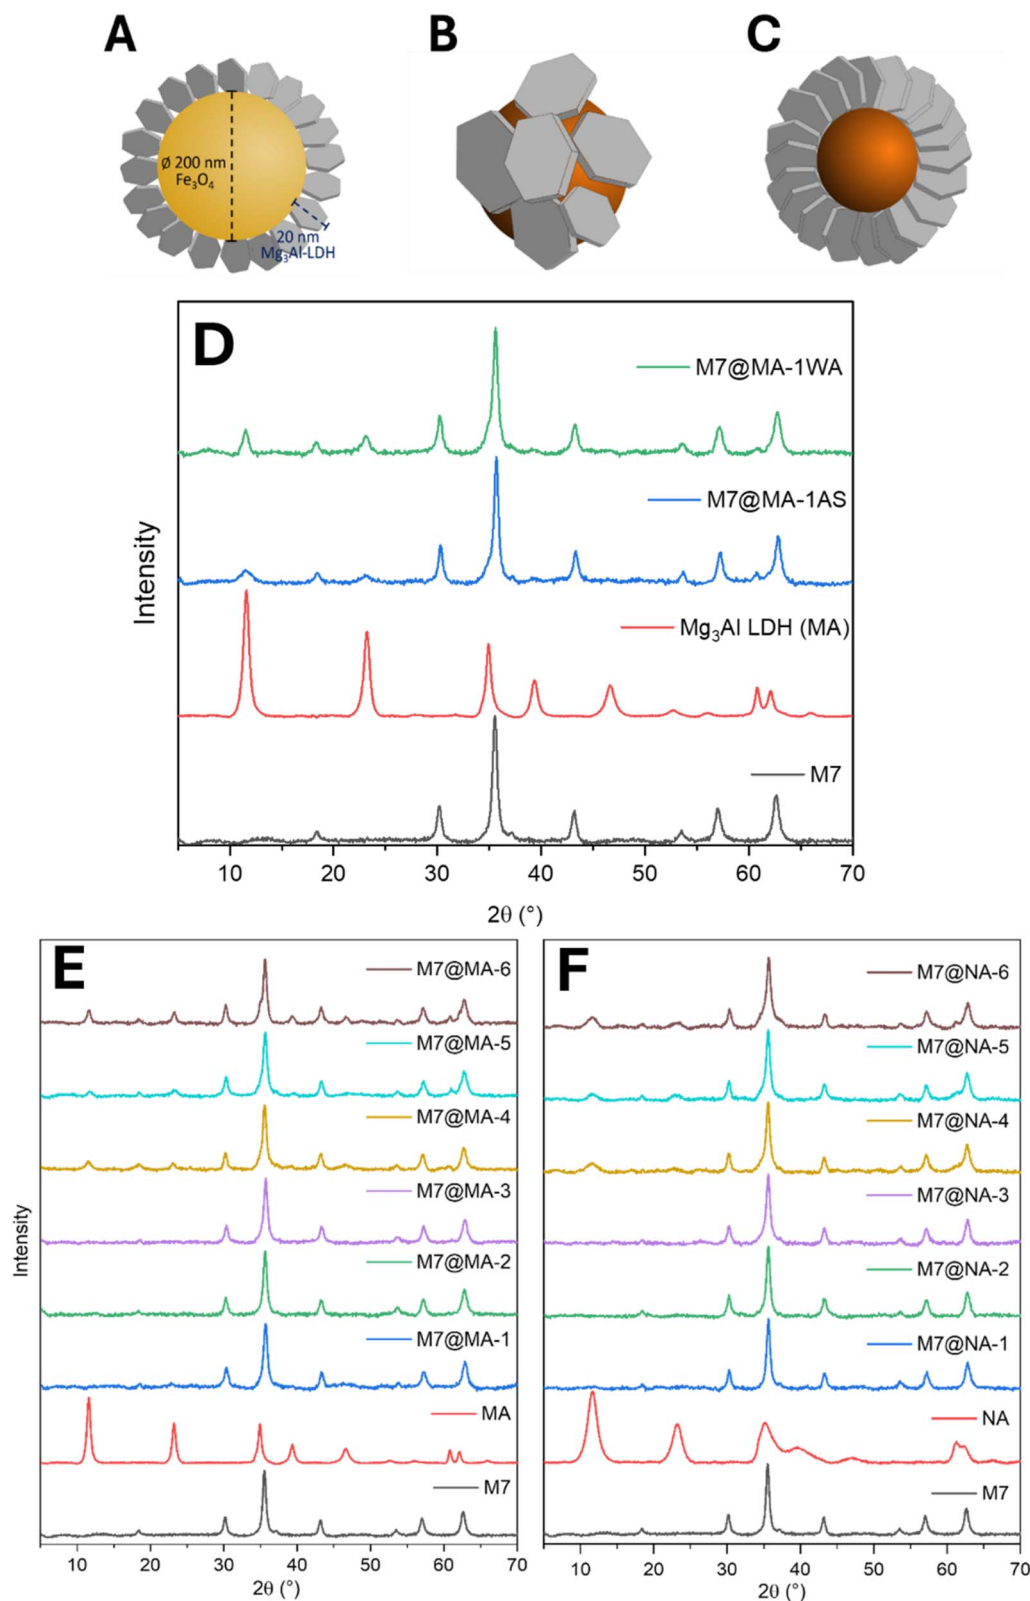 A
B
C
Ø 200 nm
Fe₃O₄
20 nm
Mg₃Al-LDH
D
M7@MA-1WA
M7@MA-1AS
Mg₃Al LDH (MA)
M7
Intensity
10 20 30 40 50 60 70
2θ (°)
E
M7@MA-6
M7@MA-5
M7@MA-4
M7@MA-3
M7@MA-2
M7@MA-1
MA
M7
Intensity
10 20 30 40 50 60 70
2θ (°)
F
M7@NA-6
M7@NA-5
M7@NA-4
M7@NA-3
M7@NA-2
M7@NA-1
NA
M7
10 20 30 40 50 60 70
2θ (°)